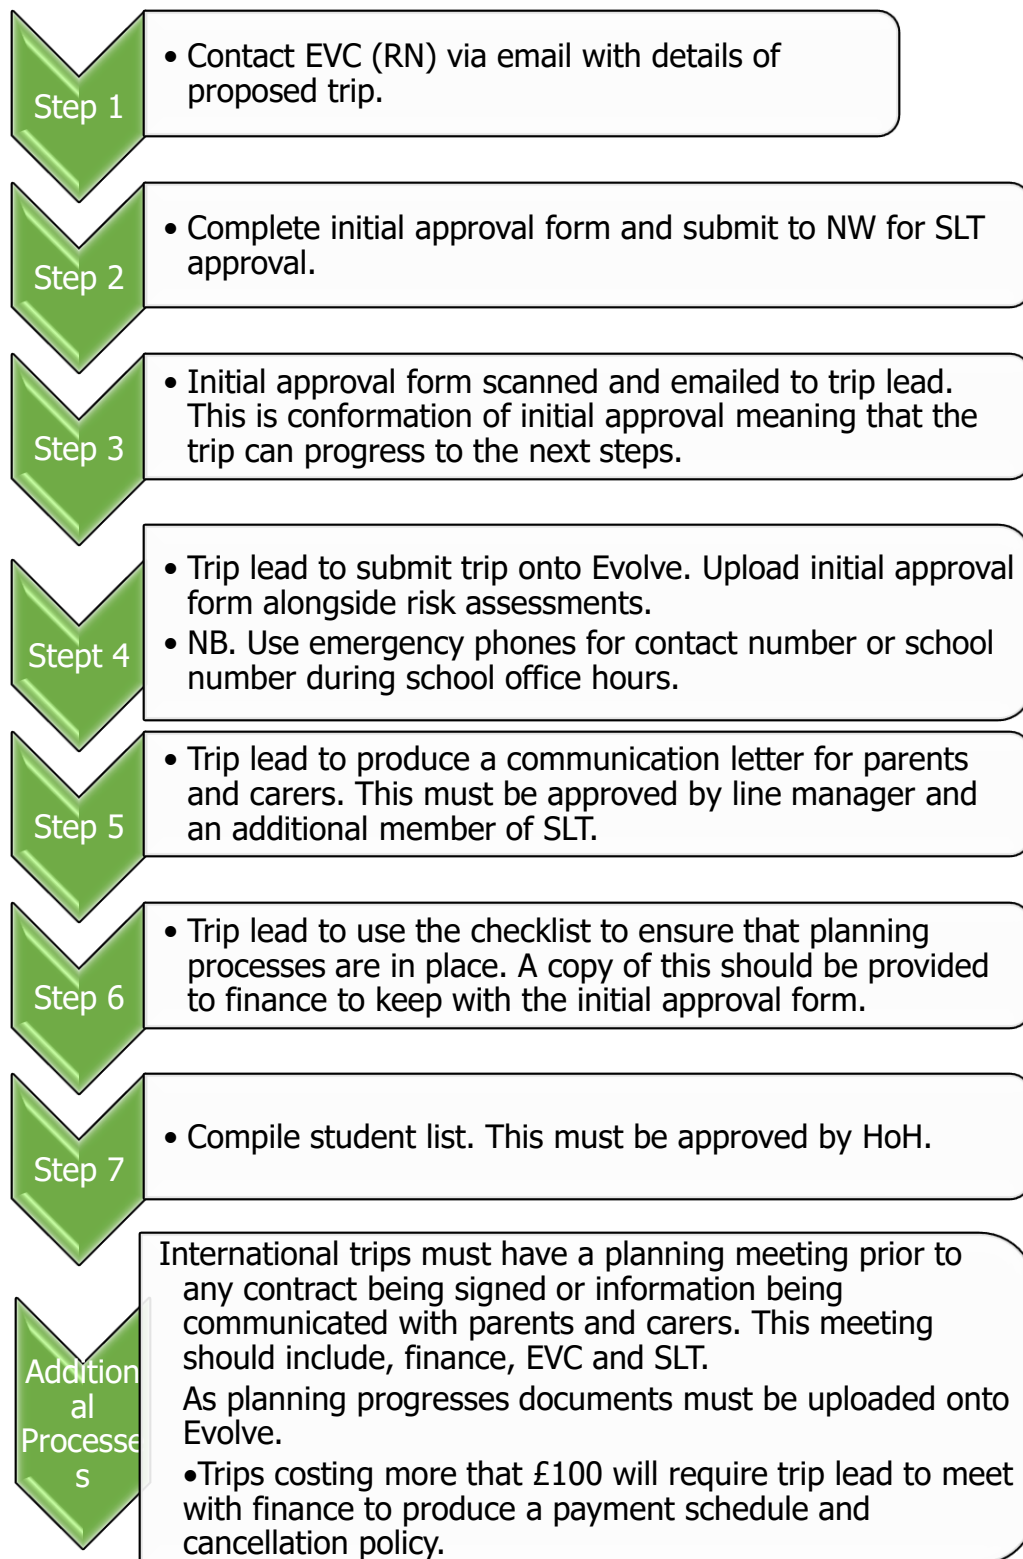 Step 1
• Contact EVC (RN) via email with details of
proposed trip.
Step 2
• Complete initial approval form and submit to NW for SLT
approval.
Step 3
• Initial approval form scanned and emailed to trip lead.
This is conformation of initial approval meaning that the
trip can progress to the next steps.
Stept 4
• Trip lead to submit trip onto Evolve. Upload initial approval
form alongside risk assessments.
• NB. Use emergency phones for contact number or school
number during school office hours.
Step 5
• Trip lead to produce a communication letter for parents
and carers. This must be approved by line manager and
an additional member of SLT.
Step 6
• Trip lead to use the checklist to ensure that planning
processes are in place. A copy of this should be provided
to finance to keep with the initial approval form.
Step 7
• Compile student list. This must be approved by HoH.
Addition
al
Processe
s
International trips must have a planning meeting prior to
any contract being signed or information being
communicated with parents and carers. This meeting
should include, finance, EVC and SLT.
As planning progresses documents must be uploaded onto
Evolve.
•Trips costing more that £100 will require trip lead to meet
with finance to produce a payment schedule and
cancellation policy.